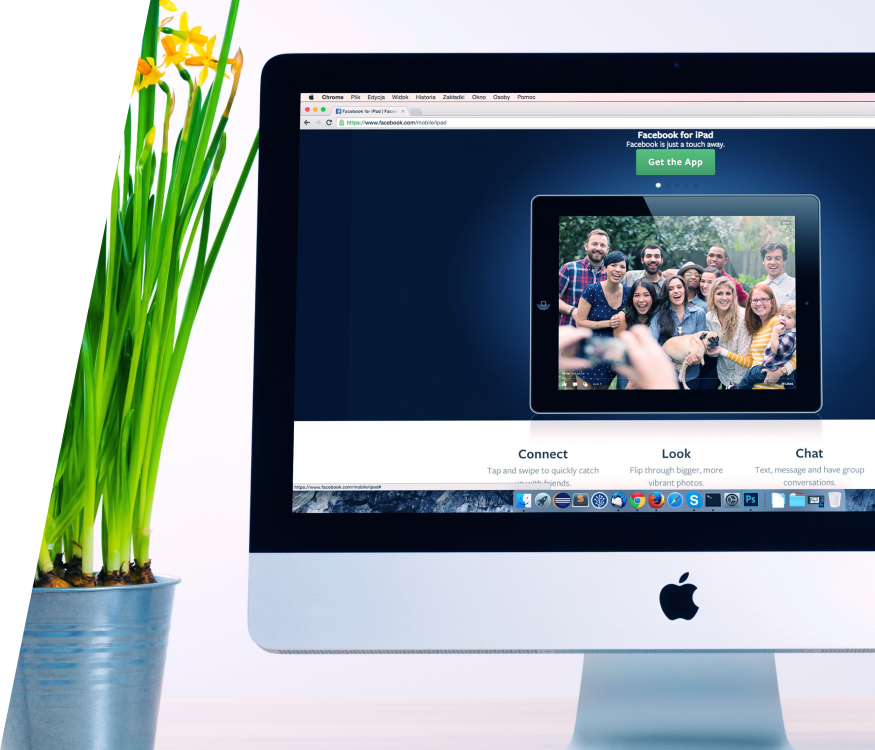 Chrome Plik Edycja Widok Historia Zakładki Okno Osoby Pomoc
Facebook for iPad | Faceb
https://www.facebook.com/mobile/ipad
Facebook for iPad
Facebook is just a touch away.
Get the App
Connect
Look
Chat
Tap and swipe to quickly catch
up with friends.
Flip through bigger, more
vibrant photos.
Text, message and have group
conversations.
https://www.facebook.com/mobile/ipad#
S
S
Ps